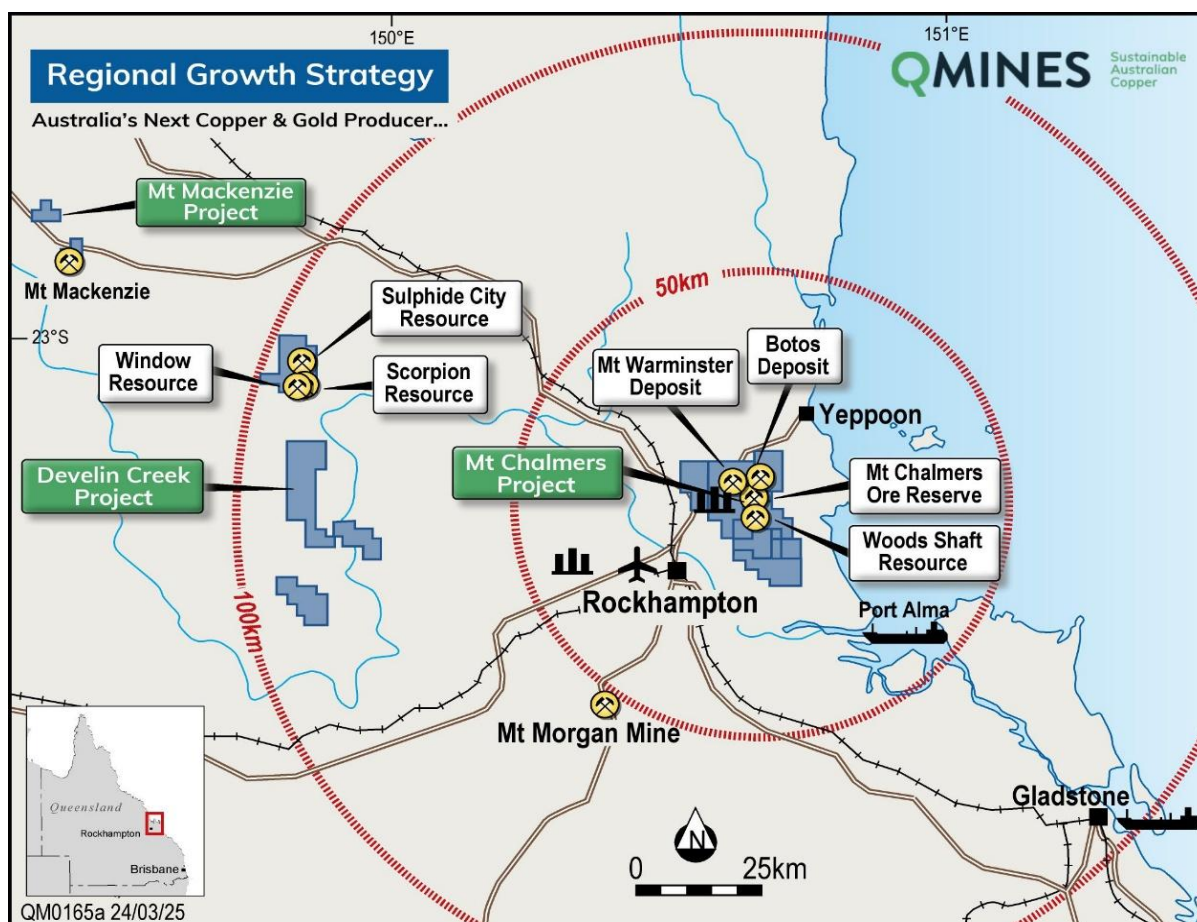 150°E
151°E
Regional Growth Strategy
Australia's Next Copper & Gold Producer...
QMINES
Sustainable
Australian
Copper
Mt Mackenzie
Project
Mt Mackenzie
50km
Sulphide City
Resource
23°S
Window
Resource
Scorpion
Resource
Mt Warminster
Deposit
Botos
Deposit
Yeppoon
Develin Creek
Project
Mt Chalmers
Project
Mt Chalmers
Ore Reserve
Woods Shaft
Resource
100km
Rockhampton
Port Alma
Mt Morgan Mine
Gladstone
Queensland
Rockhampton
Brisbane
N
0 25km
QM0165a 24/03/25